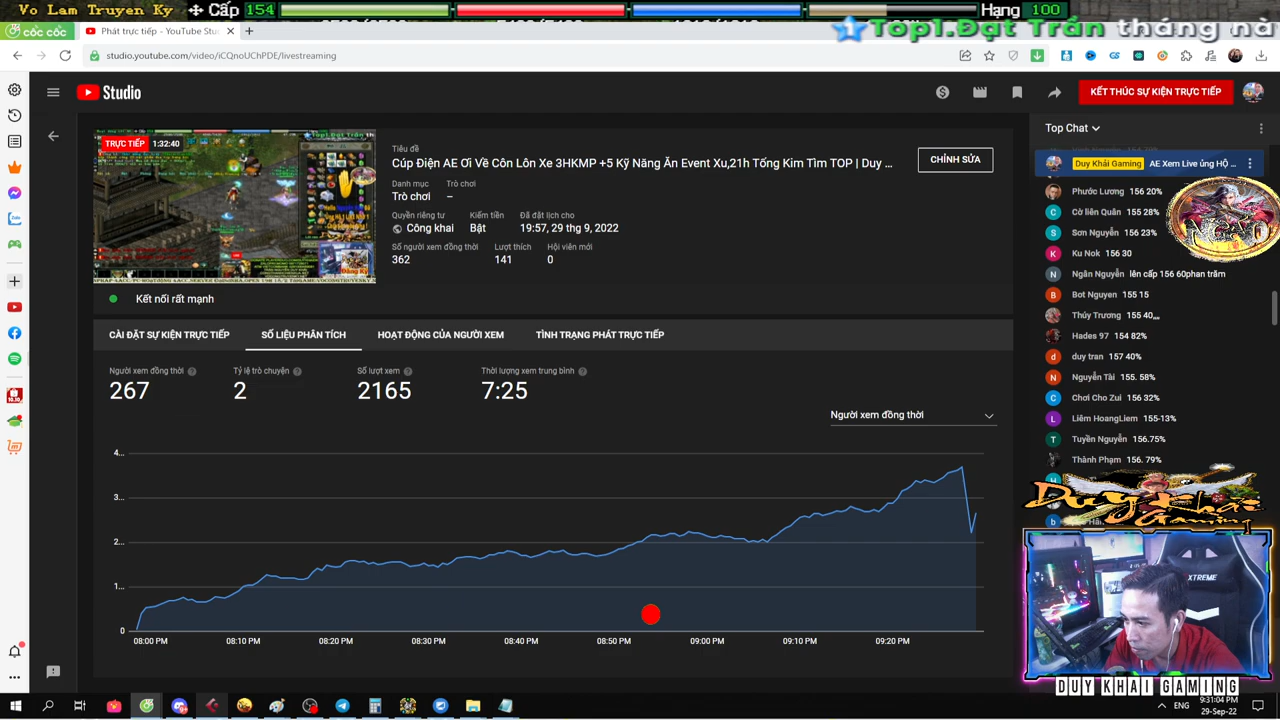 Vo Lam Truyen Ky Cấp 154 Hạng 100
cốc cốc
Phát trực tiếp - YouTube Stu
Top1.Đạt Trần tháng nà
studio.youtube.com/video/iCQnoUChPDE/livestreaming
Studio
KẾT THÚC SỰ KIỆN TRỰC TIẾP
TRỰC TIẾP 1:32:40
Tiêu đề
Cúp Điện AE Ơi Về Côn Lôn Xe 3HKMP +5 Kỹ Năng Ăn Event Xu,21h Tống Kim Tìm TOP | Duy ...
CHỈNH SỬA
Danh mục Trò chơi
Trò chơi –
Quyền riêng tư Kiếm tiền Đã đặt lịch cho
Công khai Bật 19:57, 29 thg 9, 2022
Số người xem đồng thời Lượt thích Hội viên mới
362 141 0
Kết nối rất mạnh
CÀI ĐẶT SỰ KIỆN TRỰC TIẾP SỐ LIỆU PHÂN TÍCH HOẠT ĐỘNG CỦA NGƯỜI XEM TÌNH TRẠNG PHÁT TRỰC TIẾP
Người xem đồng thời Tỷ lệ trò chuyện Số lượt xem Thời lượng xem trung bình
267 2 2165 7:25
Người xem đồng thời
4...
3...
2...
1...
0
08:00 PM 08:10 PM 08:20 PM 08:30 PM 08:40 PM 08:50 PM 09:00 PM 09:10 PM 09:20 PM
Top Chat
Duy Khải Gaming AE Xem Live ủng Hộ ...
Phước Lương 156 20%
Cờ liên Quân 155 28%
Sơn Nguyễn 156 23%
Ku Nok 156 30
Ngân Nguyễn lên cấp 156 60phan trăm
Bot Nguyen 155 15
Thúy Trương 155 40,,,,
Hades 97 154 82%
duy tran 157 40%
Nguyễn Tài 155. 58%
Chơi Cho Zui 156 32%
Liêm HoangLiem 155-13%
Tuyền Nguyễn 156.75%
Thành Phạm 156. 79%
Duy Khải
Gaming
XTREME
DUY KHAI GAMING
ENG
9:31:04 PM
29-Sep-22